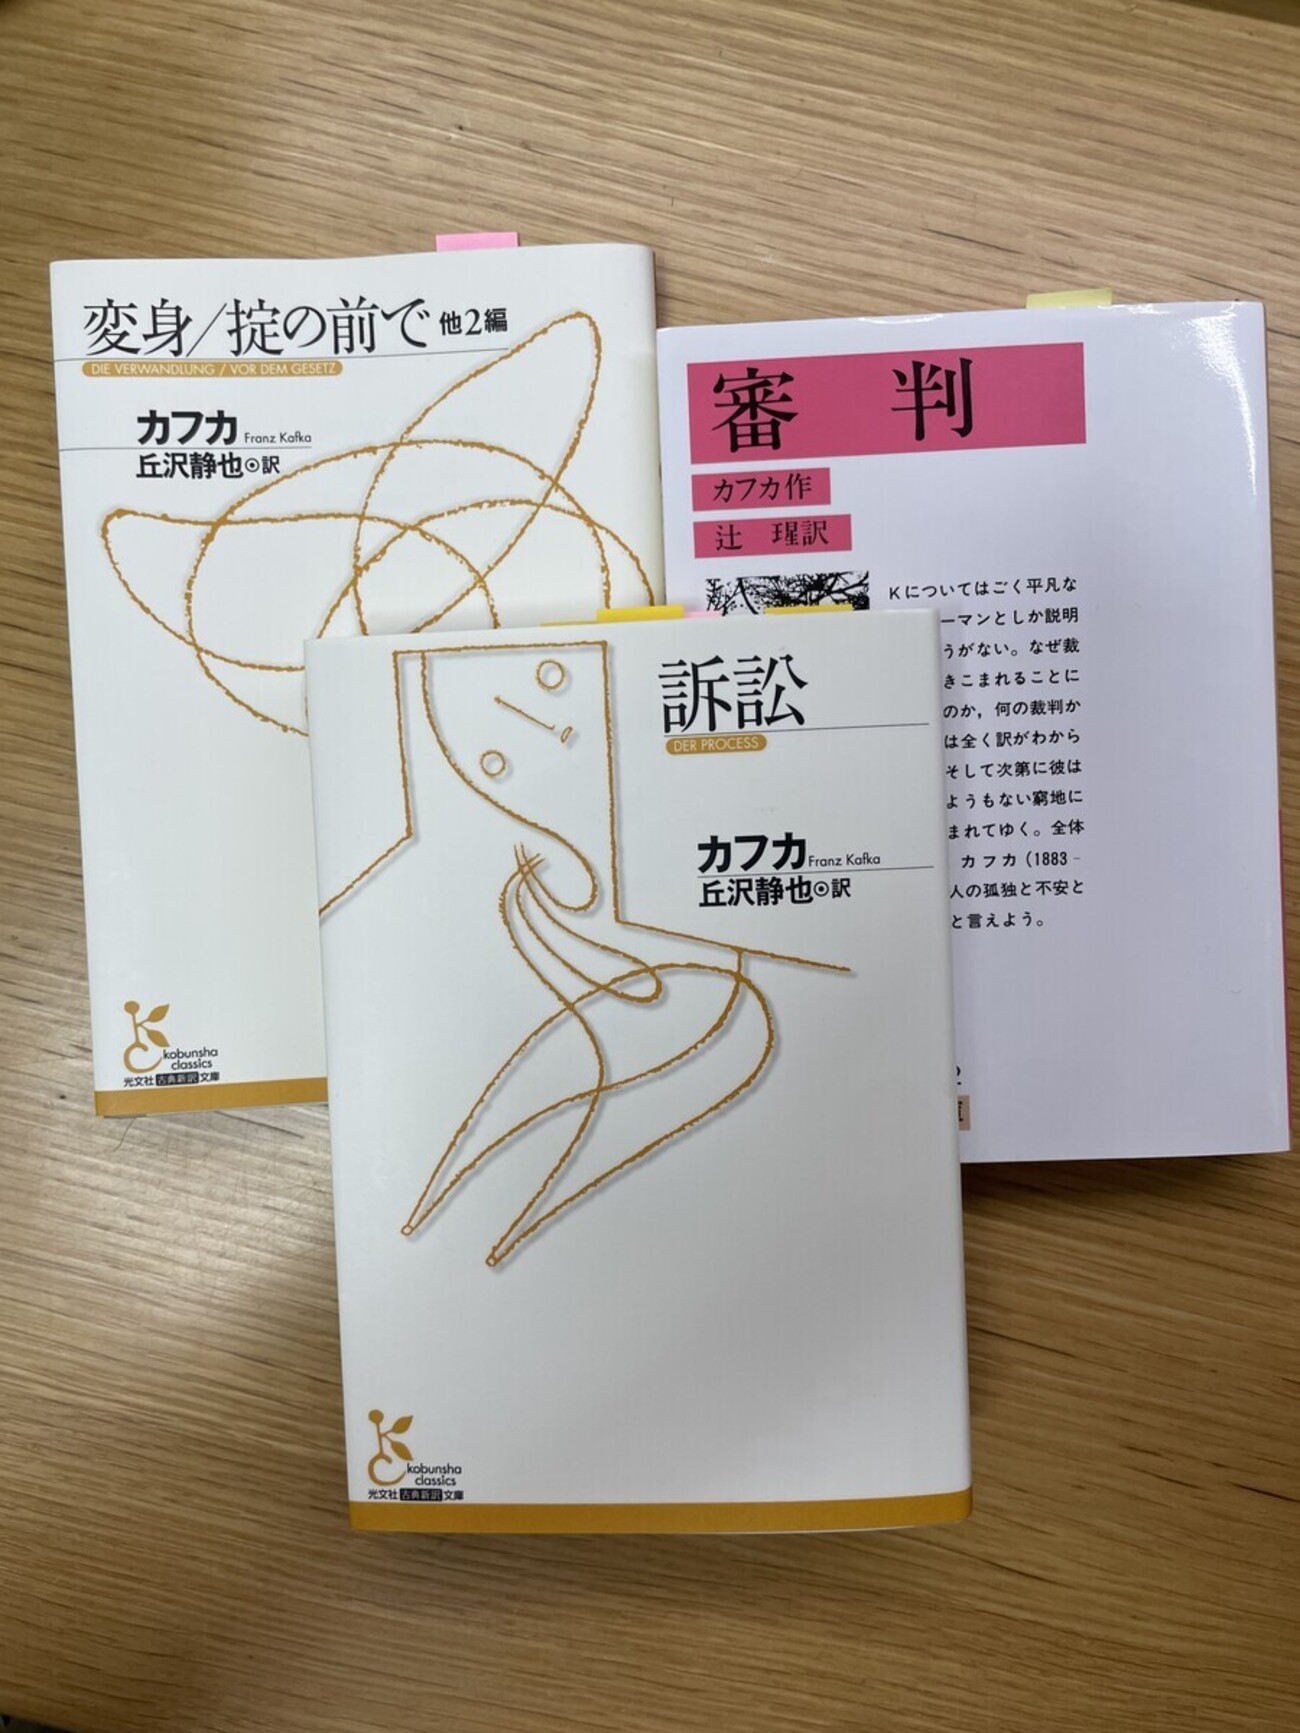 変身/掟の前で 他2編
DIE VERWANDLUNG / VOR DEM GESETZ
カフカ Franz Kafka
丘沢静也◎訳
kobunsha
classics
光文社古典新訳文庫
審 判
カフカ作
辻 瑆訳
Kについてはごく平凡な
ーマンとしか説明
うがない。なぜ裁
きこまれることに
のか,何の裁判か
は全く訳がわから
そして次第に彼は
ようもない窮地に
まれてゆく。全体
カフカ(1883-
人の孤独と不安と
と言えよう。
訴訟
DER PROCESS
カフカ Franz Kafka
丘沢静也◎訳
kobunsha
classics
光文社古典新訳文庫